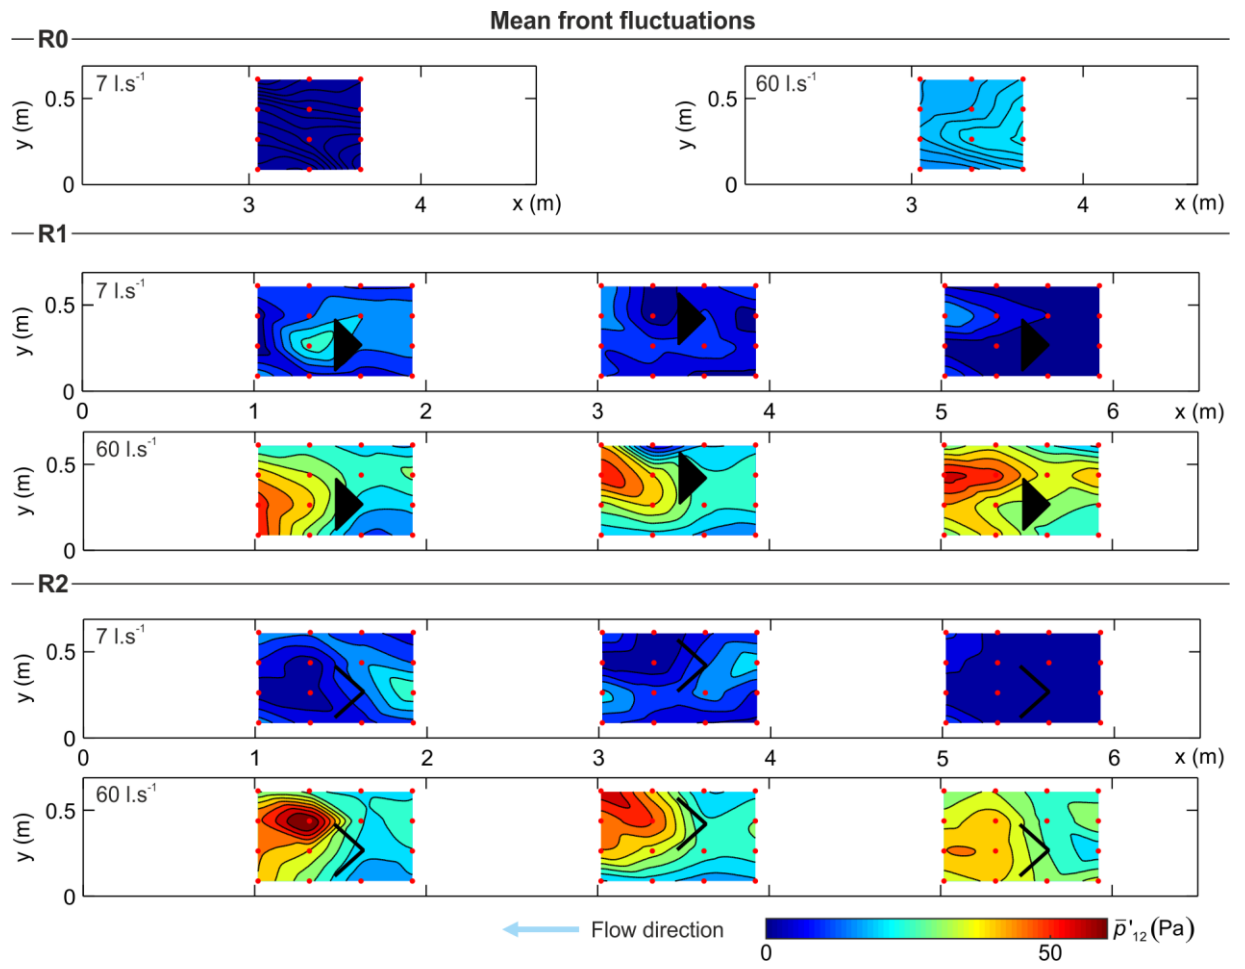 Mean front fluctuations
R0
7 l.s⁻¹
60 l.s⁻¹
y (m)
0.5
0
3
4
x (m)
y (m)
0.5
0
3
4
x (m)
R1
7 l.s⁻¹
y (m)
0.5
0
0
1
2
3
4
5
6
x (m)
60 l.s⁻¹
y (m)
0.5
0
R2
7 l.s⁻¹
y (m)
0.5
0
0
1
2
3
4
5
6
x (m)
60 l.s⁻¹
y (m)
0.5
0
Flow direction
0
50
p̅'₁₂(Pa)